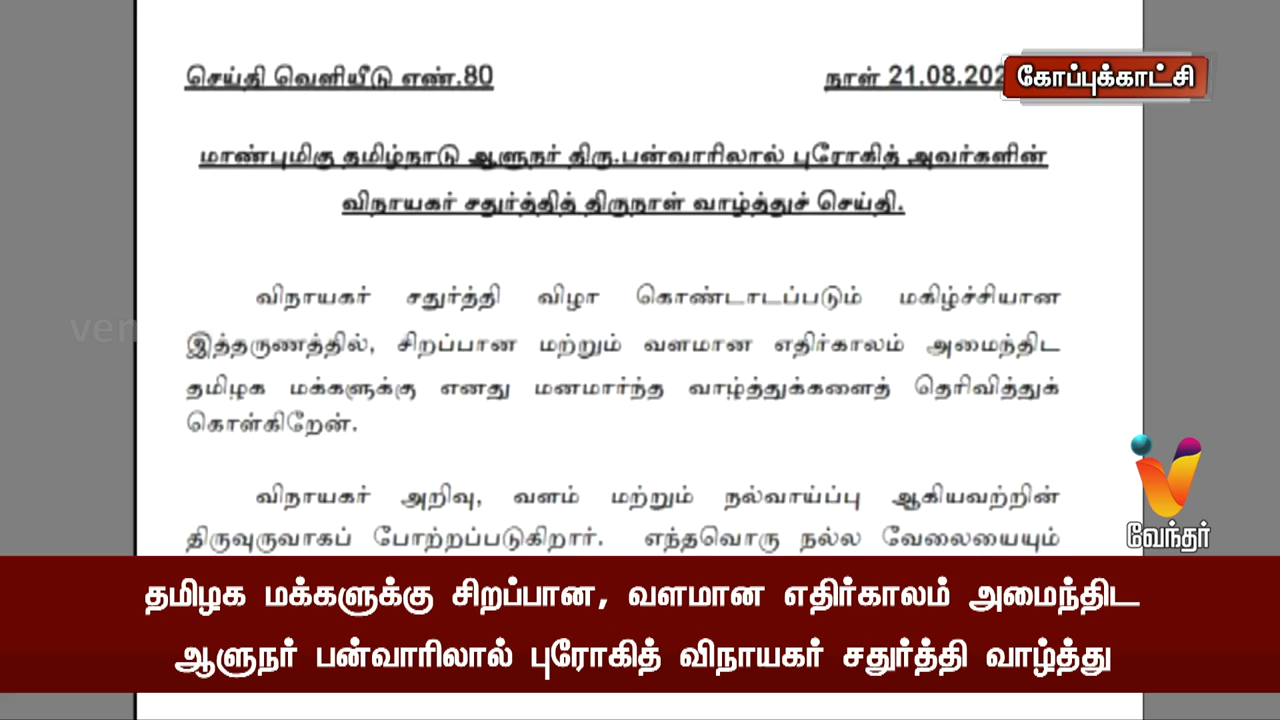 செய்தி வெளியீடு எண்.80
நாள் 21.08.202
கோப்புக்காட்சி
மாண்புமிகு தமிழ்நாடு ஆளுநர் திரு.பன்வாரிலால் புரோகித் அவர்களின்
விநாயகர் சதுர்த்தித் திருநாள் வாழ்த்துச் செய்தி.
விநாயகர் சதுர்த்தி விழா கொண்டாடப்படும் மகிழ்ச்சியான
இத்தருணத்தில், சிறப்பான மற்றும் வளமான எதிர்காலம் அமைந்திட
தமிழக மக்களுக்கு எனது மனமார்ந்த வாழ்த்துக்களைத் தெரிவித்துக்
கொள்கிறேன்.
விநாயகர் அறிவு, வளம் மற்றும் நல்வாய்ப்பு ஆகியவற்றின்
திருவுருவாகப் போற்றப்படுகிறார். எந்தவொரு நல்ல வேலையையும்
வேந்தர்
தமிழக மக்களுக்கு சிறப்பான, வளமான எதிர்காலம் அமைந்திட
ஆளுநர் பன்வாரிலால் புரோகித் விநாயகர் சதுர்த்தி வாழ்த்து